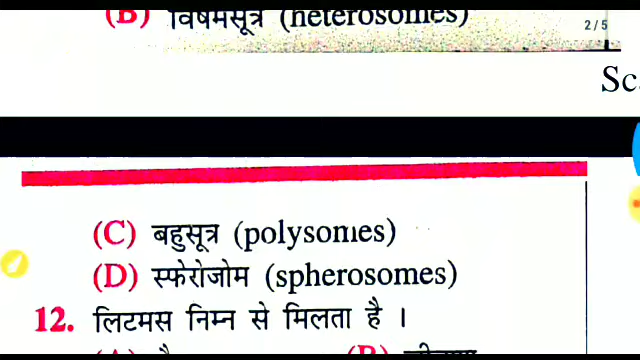 (B) विषमसूत्र (heterosomes)
2/5
Sc
(C) बहुसूत्र (polysomes)
(D) स्फेरोजोम (spherosomes)
12. लिटमस निम्न से मिलता है ।
(A)
(B)